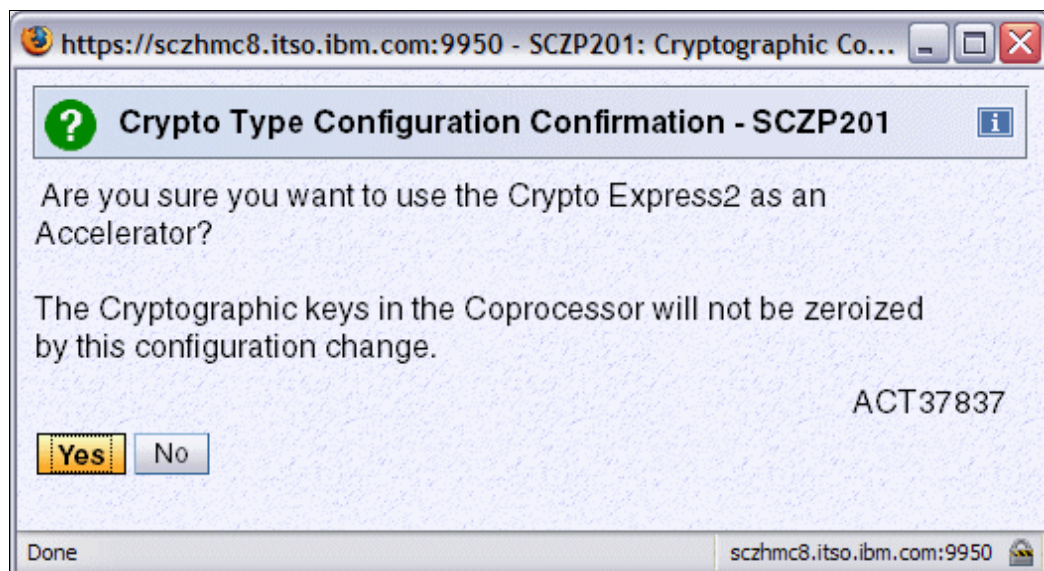 https://sczhmc8.itso.ibm.com:9950 - SCZP201: Cryptographic Co...
Crypto Type Configuration Confirmation - SCZP201
Are you sure you want to use the Crypto Express2 as an
Accelerator?
The Cryptographic keys in the Coprocessor will not be zeroized
by this configuration change.
ACT37837
Yes No
Done sczhmc8.itso.ibm.com:9950